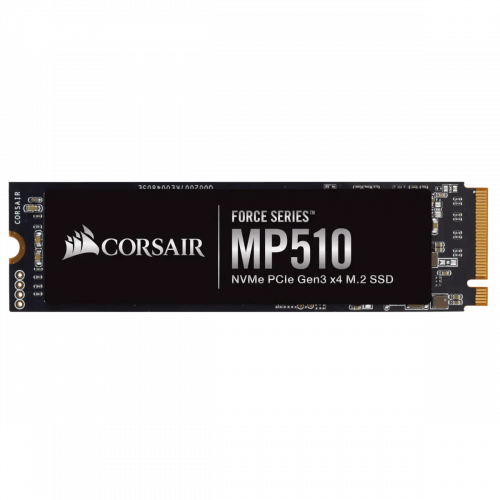 CORSAIR
CORSAIR
FORCE SERIES™
MP510
NVMe PCIe Gen3 x4 M.2 SSD